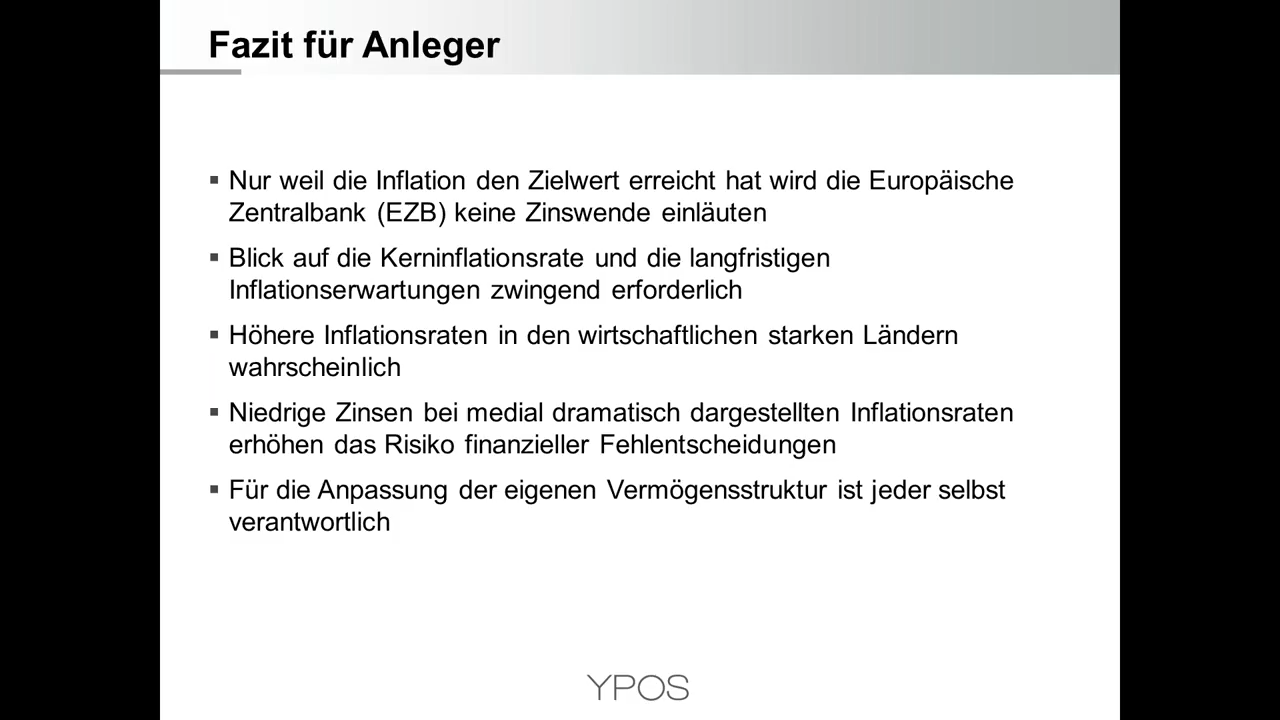 Fazit für Anleger
▪ Nur weil die Inflation den Zielwert erreicht hat wird die Europäische
Zentralbank (EZB) keine Zinswende einläuten
▪ Blick auf die Kerninflationsrate und die langfristigen
Inflationserwartungen zwingend erforderlich
▪ Höhere Inflationsraten in den wirtschaftlichen starken Ländern
wahrscheinlich
▪ Niedrige Zinsen bei medial dramatisch dargestellten Inflationsraten
erhöhen das Risiko finanzieller Fehlentscheidungen
▪ Für die Anpassung der eigenen Vermögensstruktur ist jeder selbst
verantwortlich
YPOS